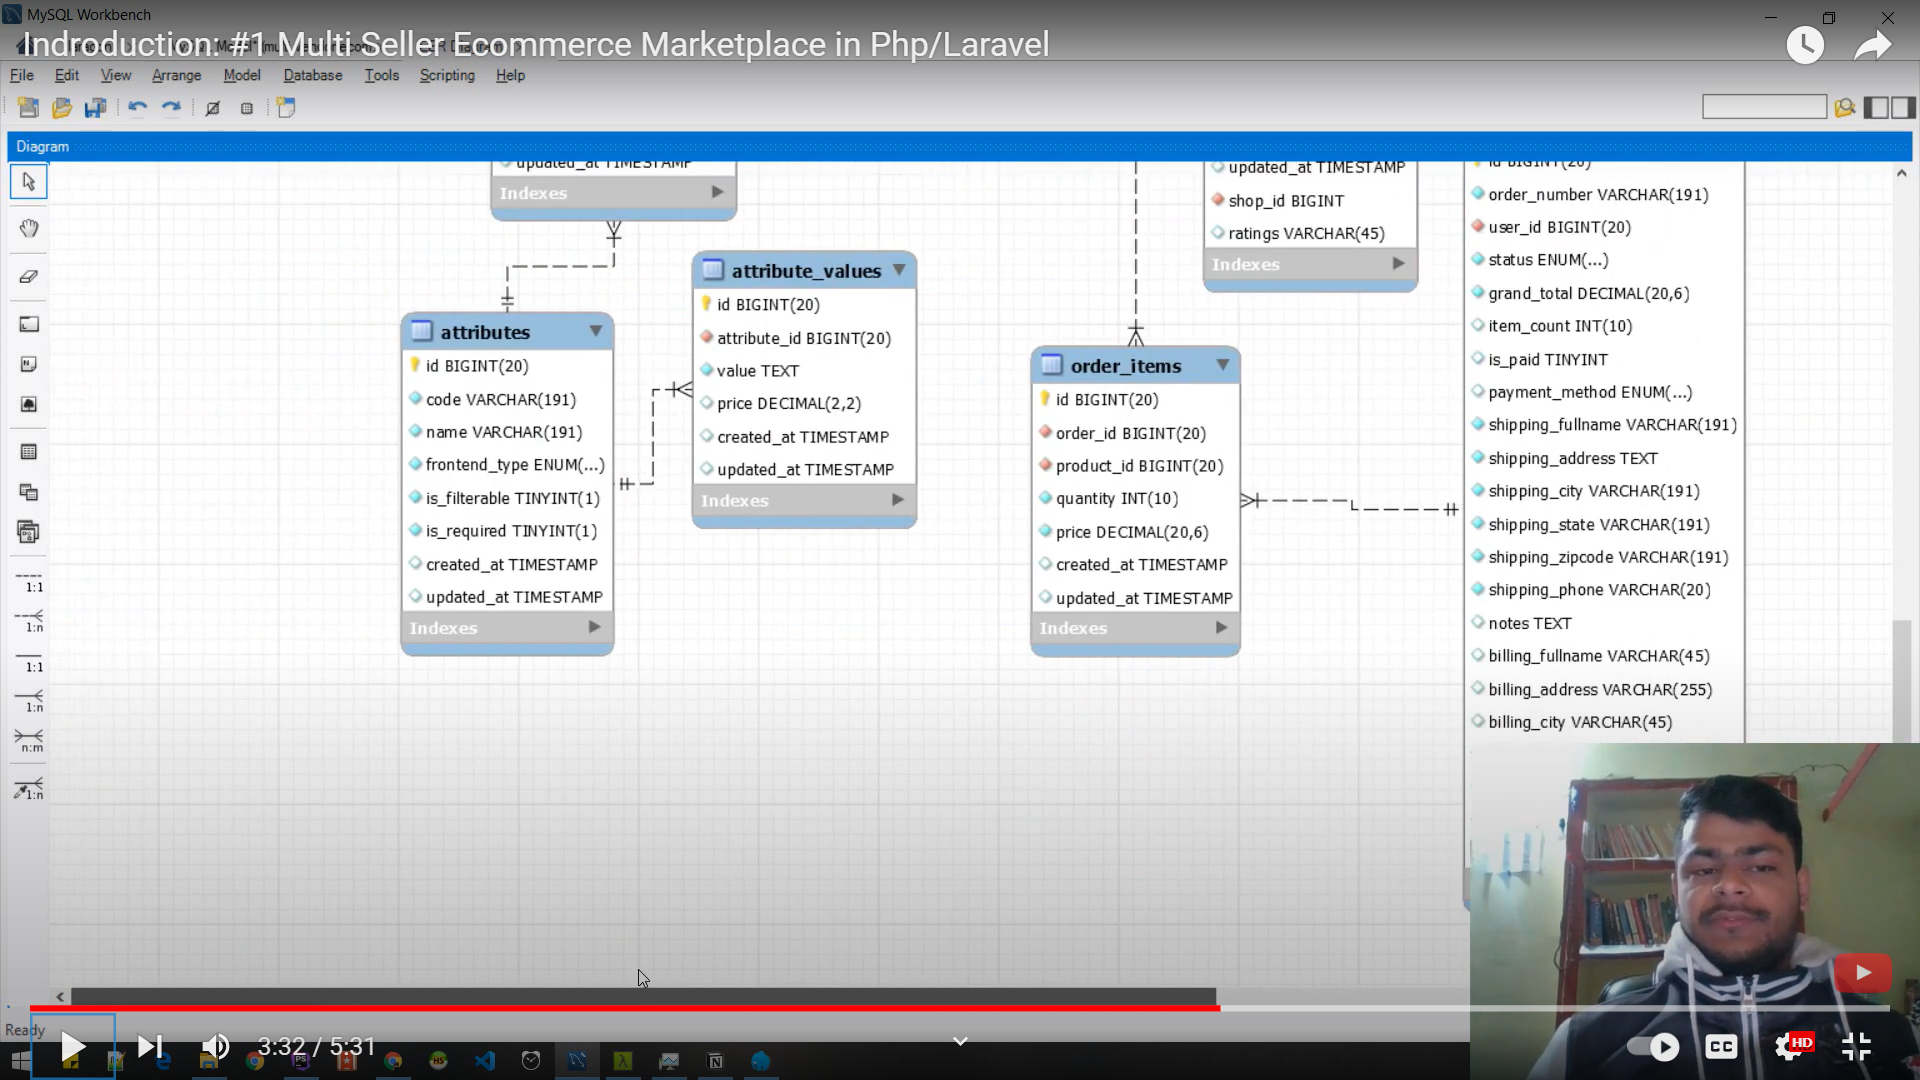 MySQL Workbench
Indroduction: #1 Multi Seller Ecommerce Marketplace in Php/Laravel
File Edit View Arrange Model Database Tools Scripting Help
Diagram
updated_at TIMESTAMP
Indexes
attributes
id BIGINT(20)
code VARCHAR(191)
name VARCHAR(191)
frontend_type ENUM(...)
is_filterable TINYINT(1)
is_required TINYINT(1)
created_at TIMESTAMP
updated_at TIMESTAMP
Indexes
attribute_values
id BIGINT(20)
attribute_id BIGINT(20)
value TEXT
price DECIMAL(2,2)
created_at TIMESTAMP
updated_at TIMESTAMP
Indexes
updated_at TIMESTAMP
shop_id BIGINT
ratings VARCHAR(45)
Indexes
order_items
id BIGINT(20)
order_id BIGINT(20)
product_id BIGINT(20)
quantity INT(10)
price DECIMAL(20,6)
created_at TIMESTAMP
updated_at TIMESTAMP
Indexes
id BIGINT(20)
order_number VARCHAR(191)
user_id BIGINT(20)
status ENUM(...)
grand_total DECIMAL(20,6)
item_count INT(10)
is_paid TINYINT
payment_method ENUM(...)
shipping_fullname VARCHAR(191)
shipping_address TEXT
shipping_city VARCHAR(191)
shipping_state VARCHAR(191)
shipping_zipcode VARCHAR(191)
shipping_phone VARCHAR(20)
notes TEXT
billing_fullname VARCHAR(45)
billing_address VARCHAR(255)
billing_city VARCHAR(45)
1:1
1:n
1:1
1:n
n:m
1:n
Ready
3:32 / 5:31
CC
HD